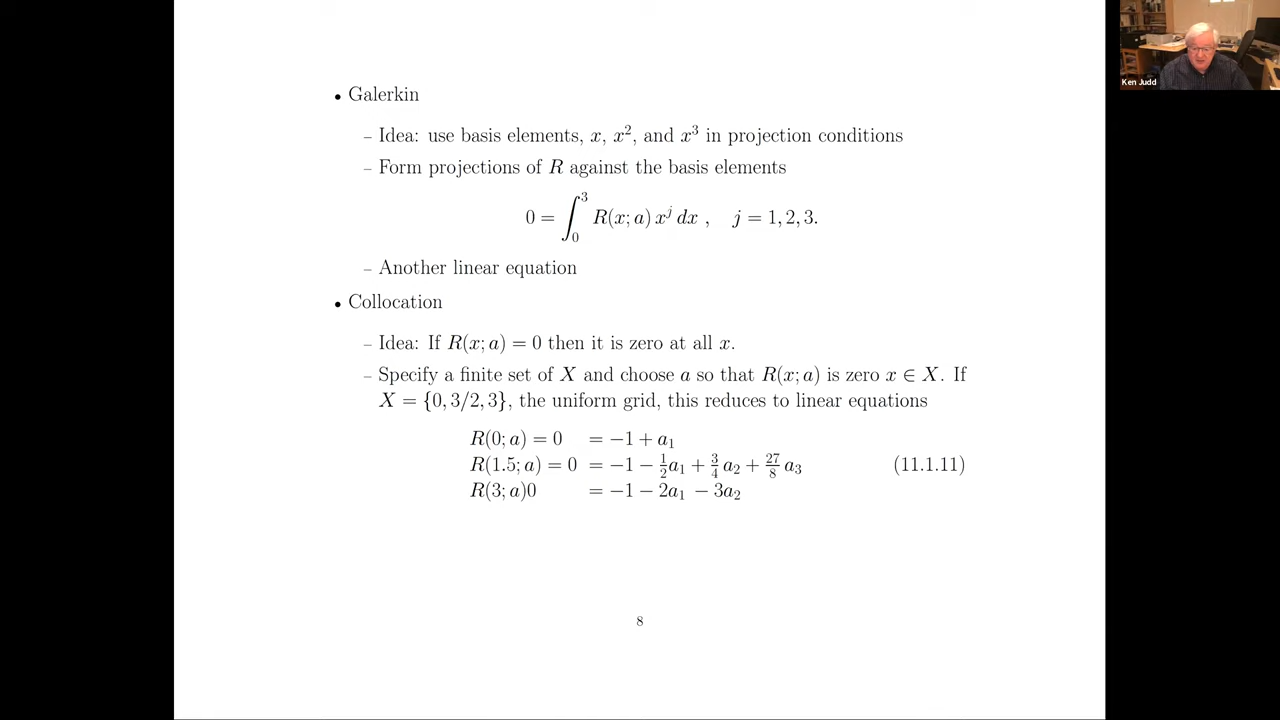 • Galerkin
– Idea: use basis elements, x, x², and x³ in projection conditions
– Form projections of R against the basis elements
0 = ∫₀³ R(x; a) xʲ dx , j = 1, 2, 3.
– Another linear equation
• Collocation
– Idea: If R(x; a) = 0 then it is zero at all x.
– Specify a finite set of X and choose a so that R(x; a) is zero x ∈ X. If
X = {0, 3/2, 3}, the uniform grid, this reduces to linear equations
R(0; a) = 0 = −1 + a₁
R(1.5; a) = 0 = −1 − ½a₁ + ¾ a₂ + 27/8 a₃ (11.1.11)
R(3; a)0 = −1 − 2a₁ − 3a₂
8
Ken Judd